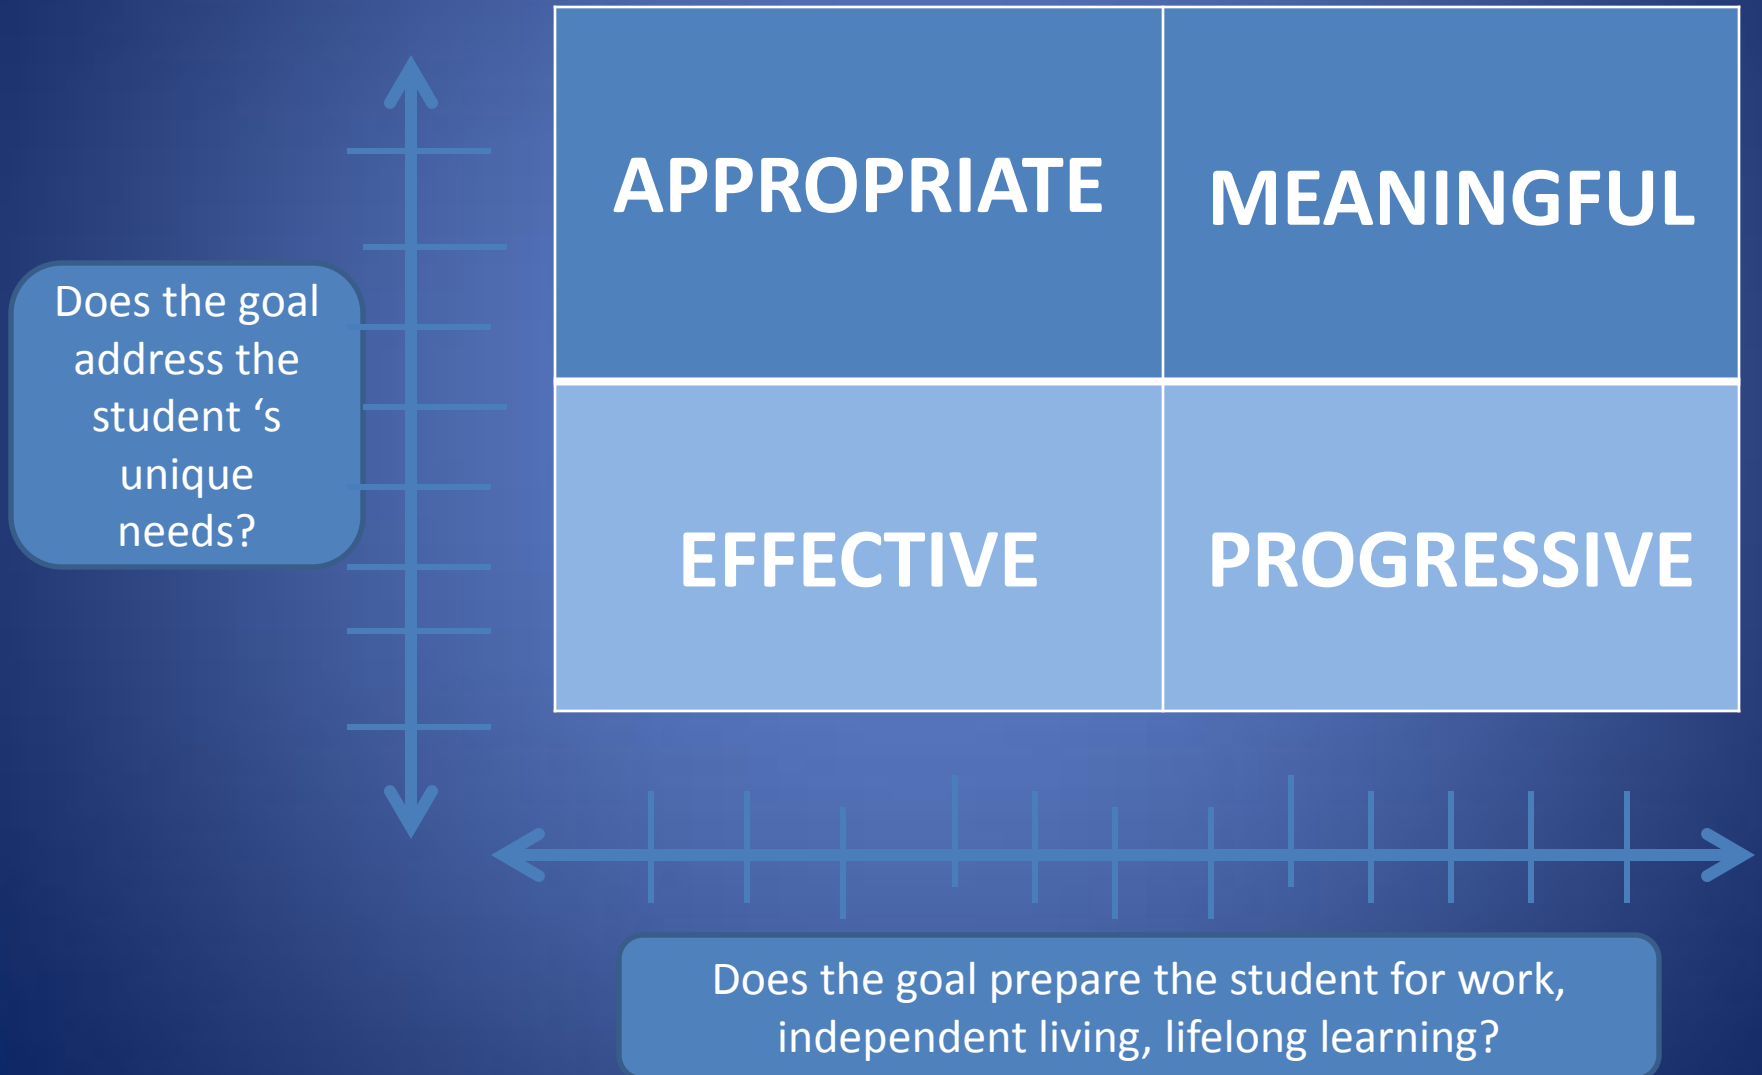 APPROPRIATE
MEANINGFUL
Does the goal
address the
student ‘s
unique
needs?
EFFECTIVE
PROGRESSIVE
Does the goal prepare the student for work,
independent living, lifelong learning?